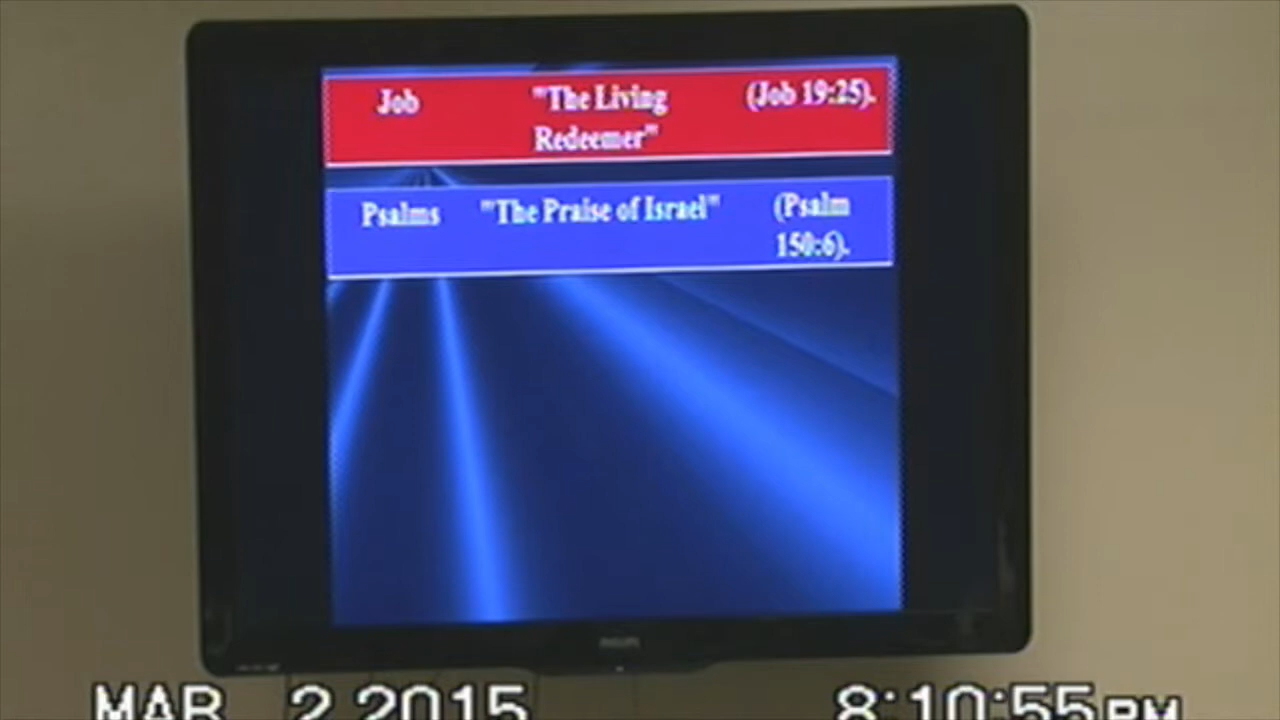 Job "The Living (Job 19:25).
Redeemer"
Psalms "The Praise of Israel" (Psalm
150:6).
PHILIPS
MAR 2 2015 8:10:55PM